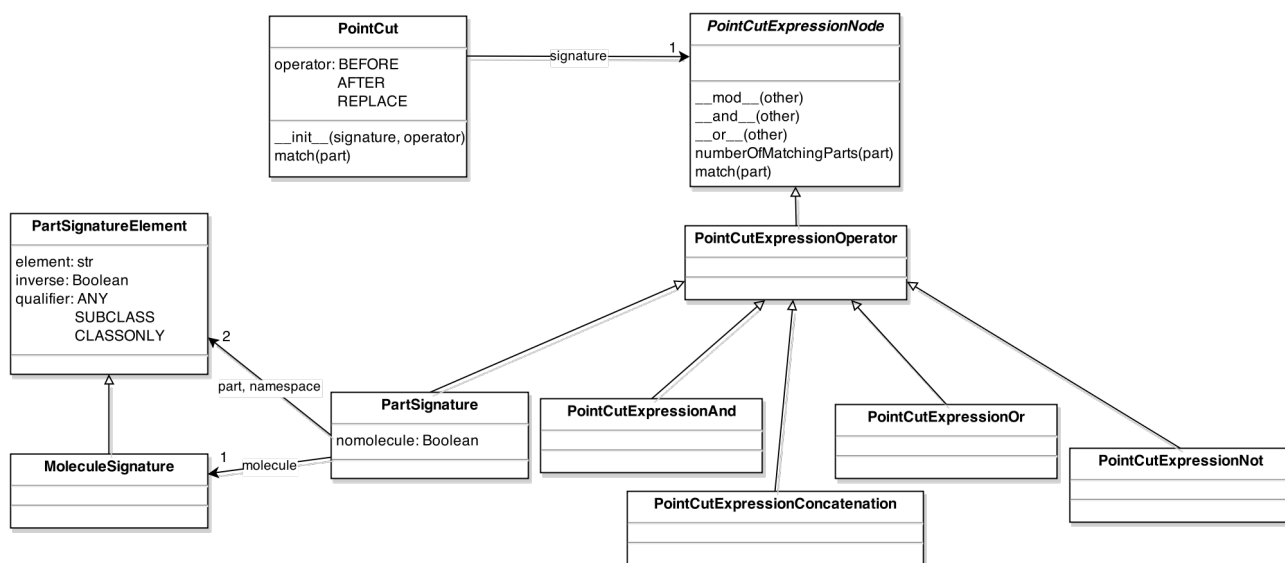 PointCut
operator: BEFORE
AFTER
REPLACE
__init__(signature, operator)
match(part)
signature
1
PointCutExpressionNode
__mod__(other)
__and__(other)
__or__(other)
numberOfMatchingParts(part)
match(part)
PartSignatureElement
element: str
inverse: Boolean
qualifier: ANY
SUBCLASS
CLASSONLY
PointCutExpressionOperator
2
part, namespace
PartSignature
nomolecule: Boolean
1
molecule
MoleculeSignature
PointCutExpressionAnd
PointCutExpressionOr
PointCutExpressionNot
PointCutExpressionConcatenation